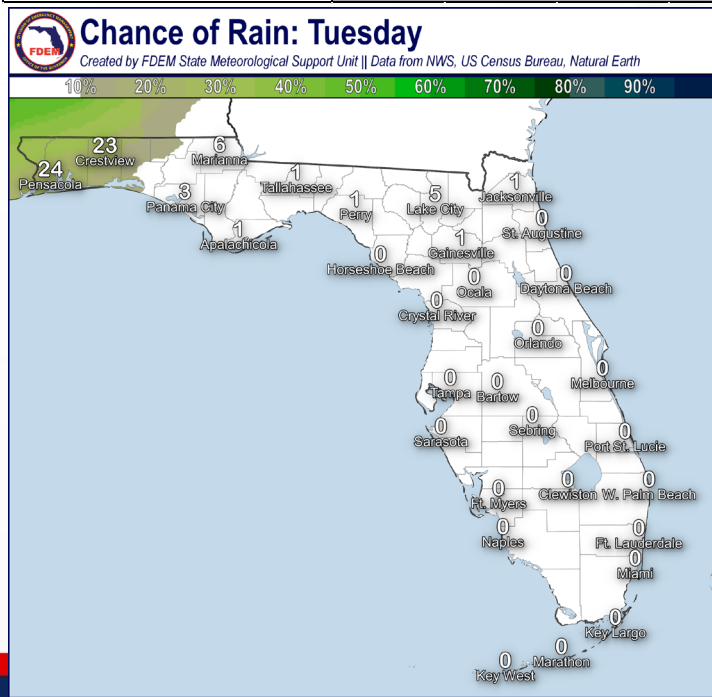 Chance of Rain: Tuesday
Created by FDEM State Meteorological Support Unit || Data from NWS, US Census Bureau, Natural Earth
FDEM
10% 20% 30% 40% 50% 60% 70% 80% 90%
23
Crestview
6
Marianna
24
Pensacola
1
Tallahassee
3
Panama City
1
Perry
5
Lake City
1
Jacksonville
1
Apalachicola
0
St. Augustine
1
Gainesville
0
Horseshoe Beach
0
Ocala
0
Daytona Beach
0
Crystal River
0
Orlando
0
Melbourne
0
Tampa
0
Bartow
0
Sebring
0
Sarasota
0
Port St. Lucie
0
Ft. Myers
0
Clewiston
0
W. Palm Beach
0
Naples
0
Ft. Lauderdale
0
Miami
0
Key Largo
0
Marathon
0
Key West